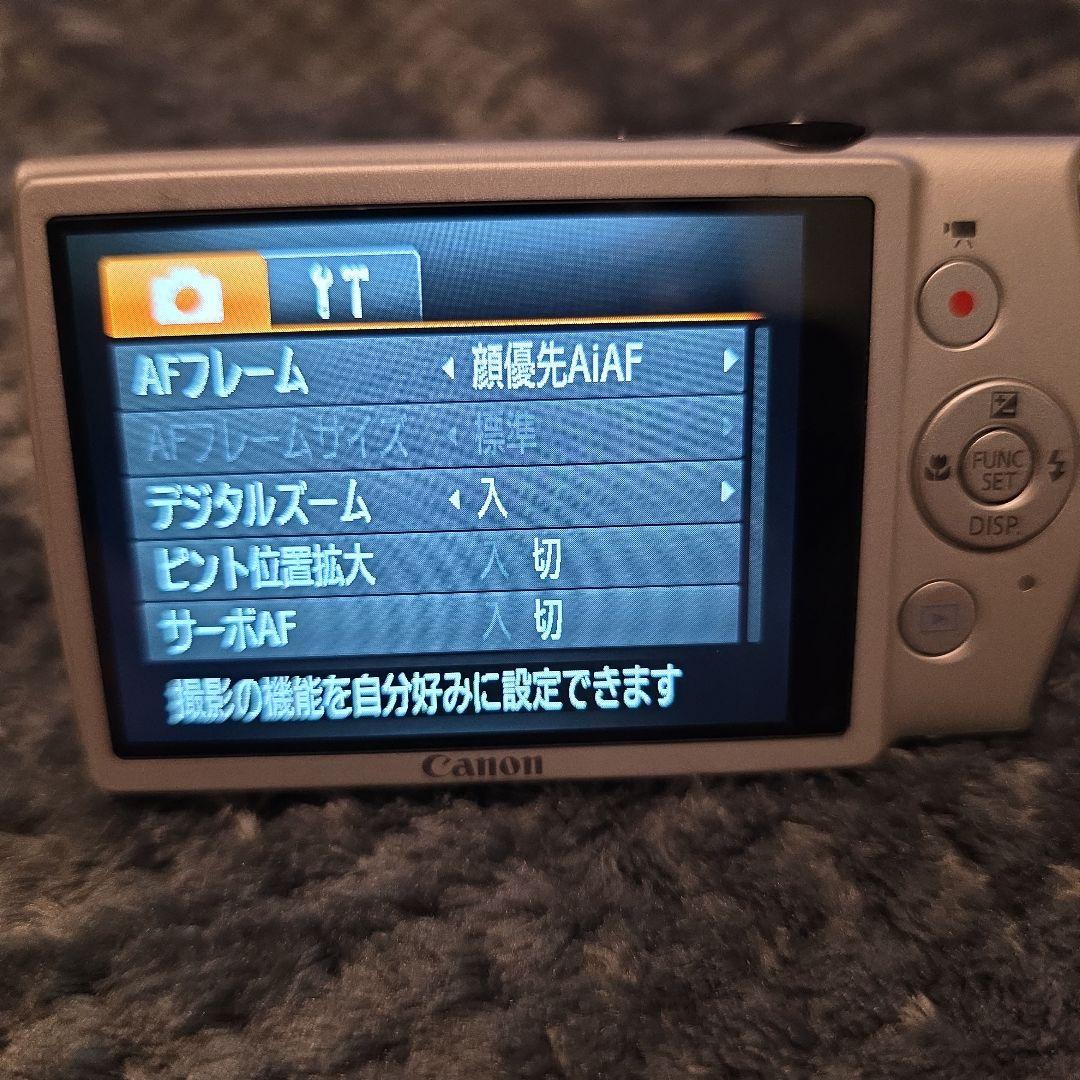 AFフレーム 顔優先AiAF
AFフレームサイズ 標準
デジタルズーム 入
ピント位置拡大 入 切
サーボAF 入 切
撮影の機能を自分好みに設定できます
Canon
FUNC.
SET
DISP.